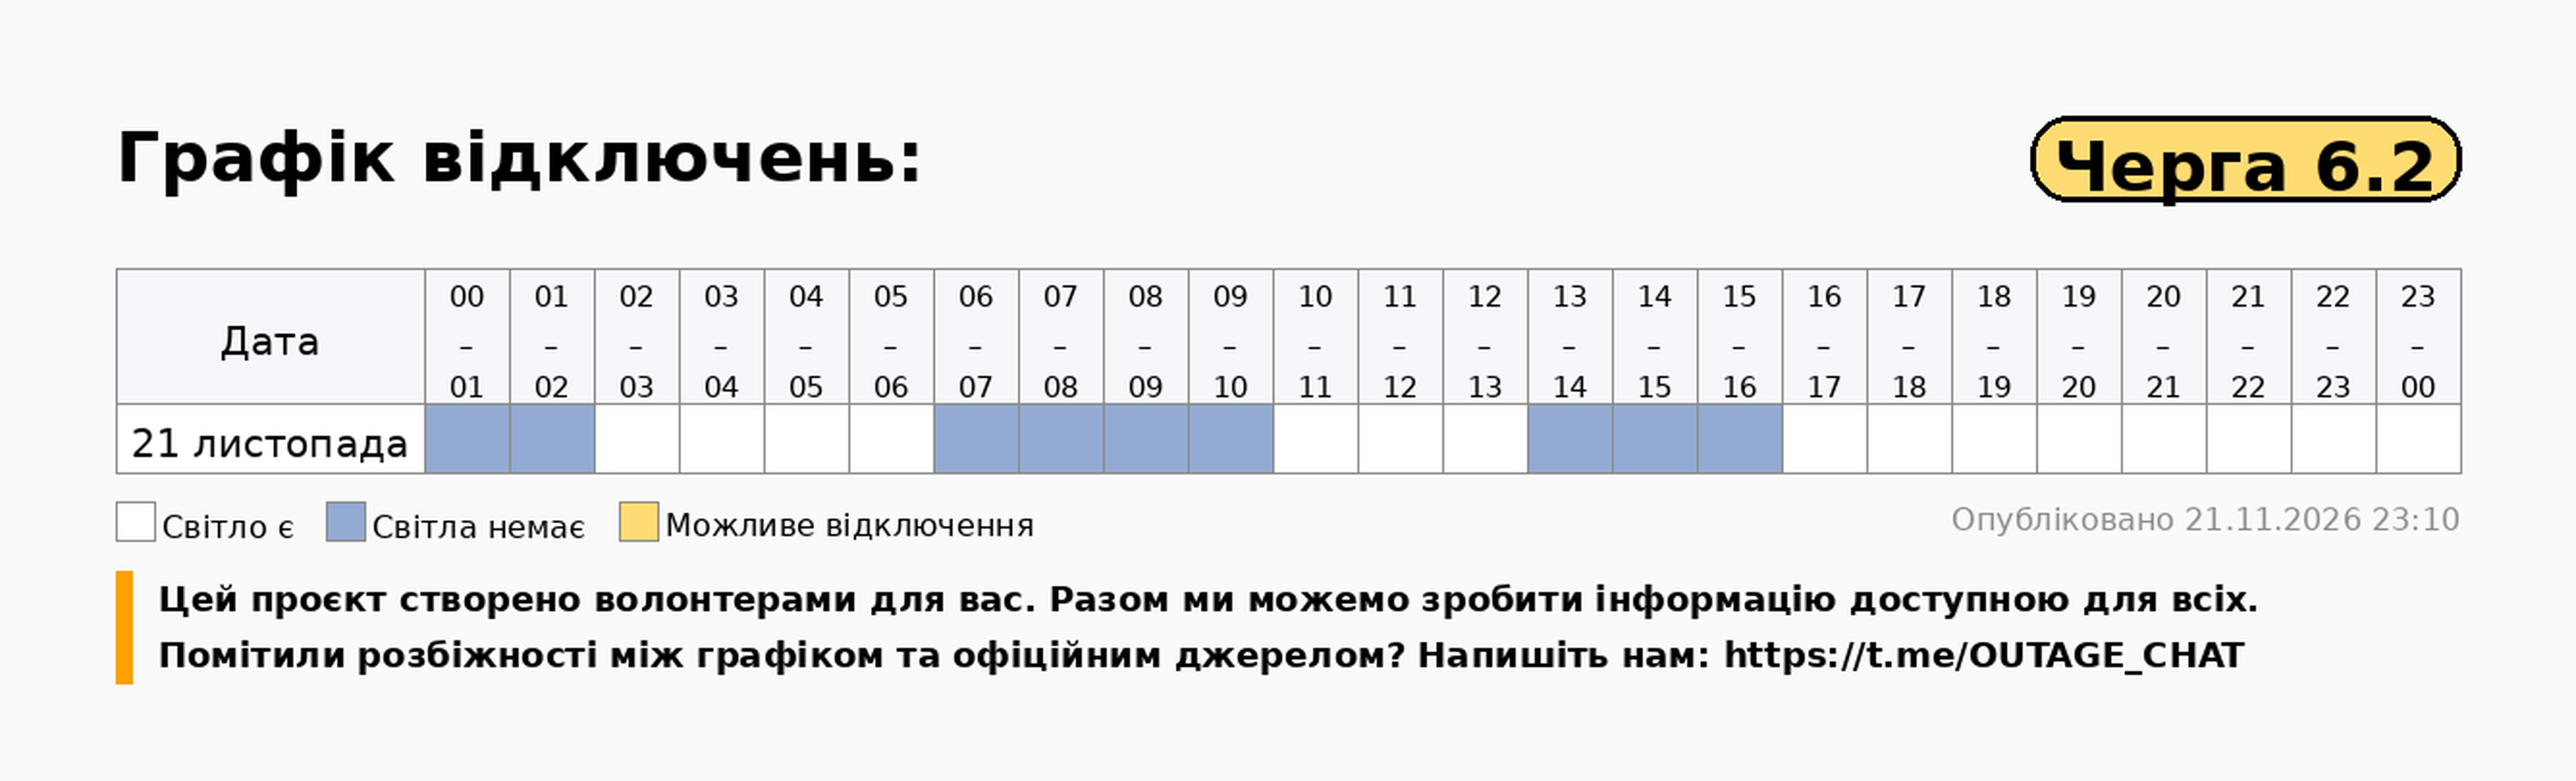 Графік відключень:
Черга 6.2
Дата 00 – 01 01 – 02 02 – 03 03 – 04 04 – 05 05 – 06 06 – 07 07 – 08 08 – 09 09 – 10 10 – 11 11 – 12 12 – 13 13 – 14 14 – 15 15 – 16 16 – 17 17 – 18 18 – 19 19 – 20 20 – 21 21 – 22 22 – 23 23 – 00
21 листопада
Світло є Світла немає Можливе відключення
Опубліковано 21.11.2026 23:10
Цей проєкт створено волонтерами для вас. Разом ми можемо зробити інформацію доступною для всіх.
Помітили розбіжності між графіком та офіційним джерелом? Напишіть нам: https://t.me/OUTAGE_CHAT